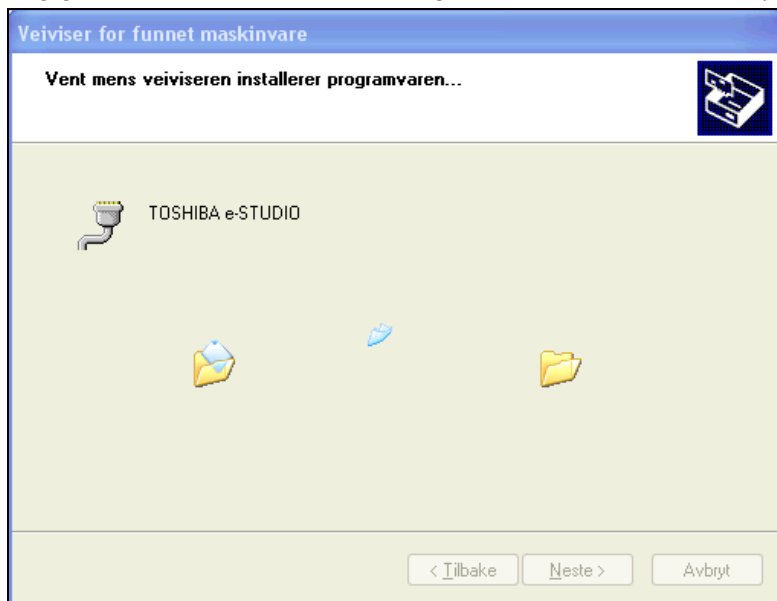 Veiviser for funnet maskinvare
Vent mens veiviseren installerer programvaren...
TOSHIBA e-STUDIO
< Tilbake Neste > Avbryt